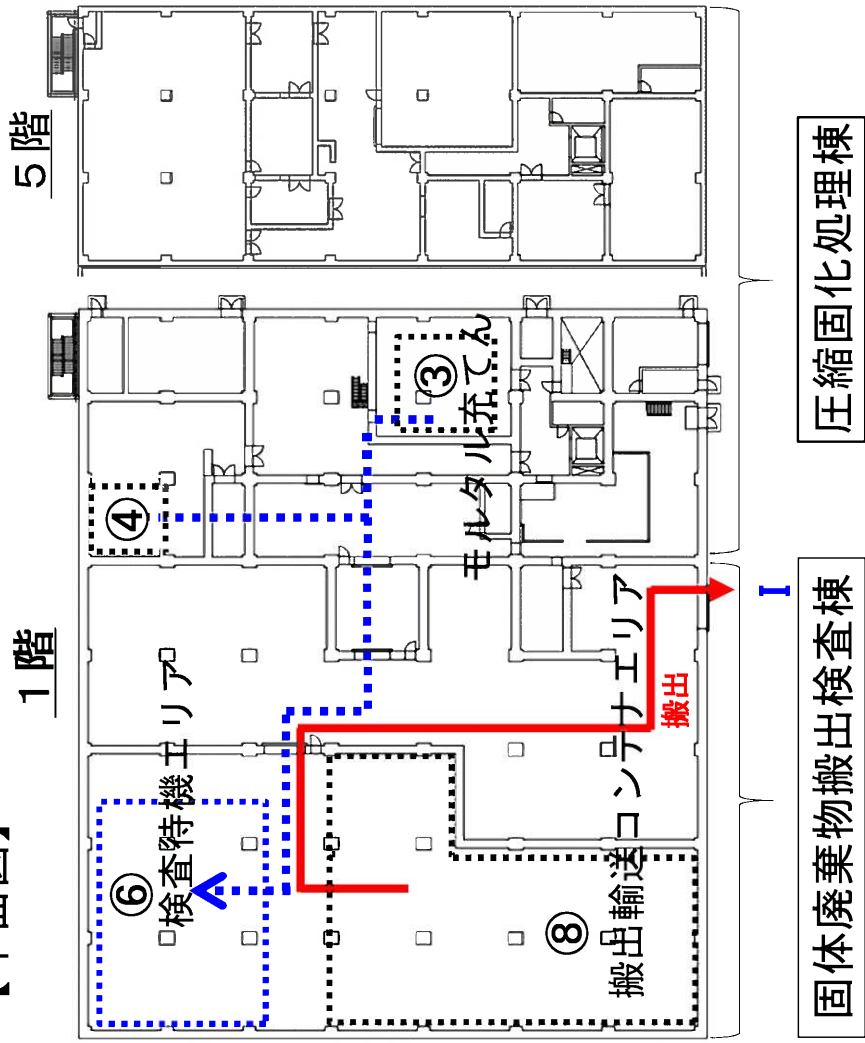 【平面図】
1階
5階
④
③
モルタル充てん
⑥
検査待機エリア
⑧
搬出輸送コンテナエリア
搬出
固体廃棄物搬出検査棟
圧縮固化処理棟